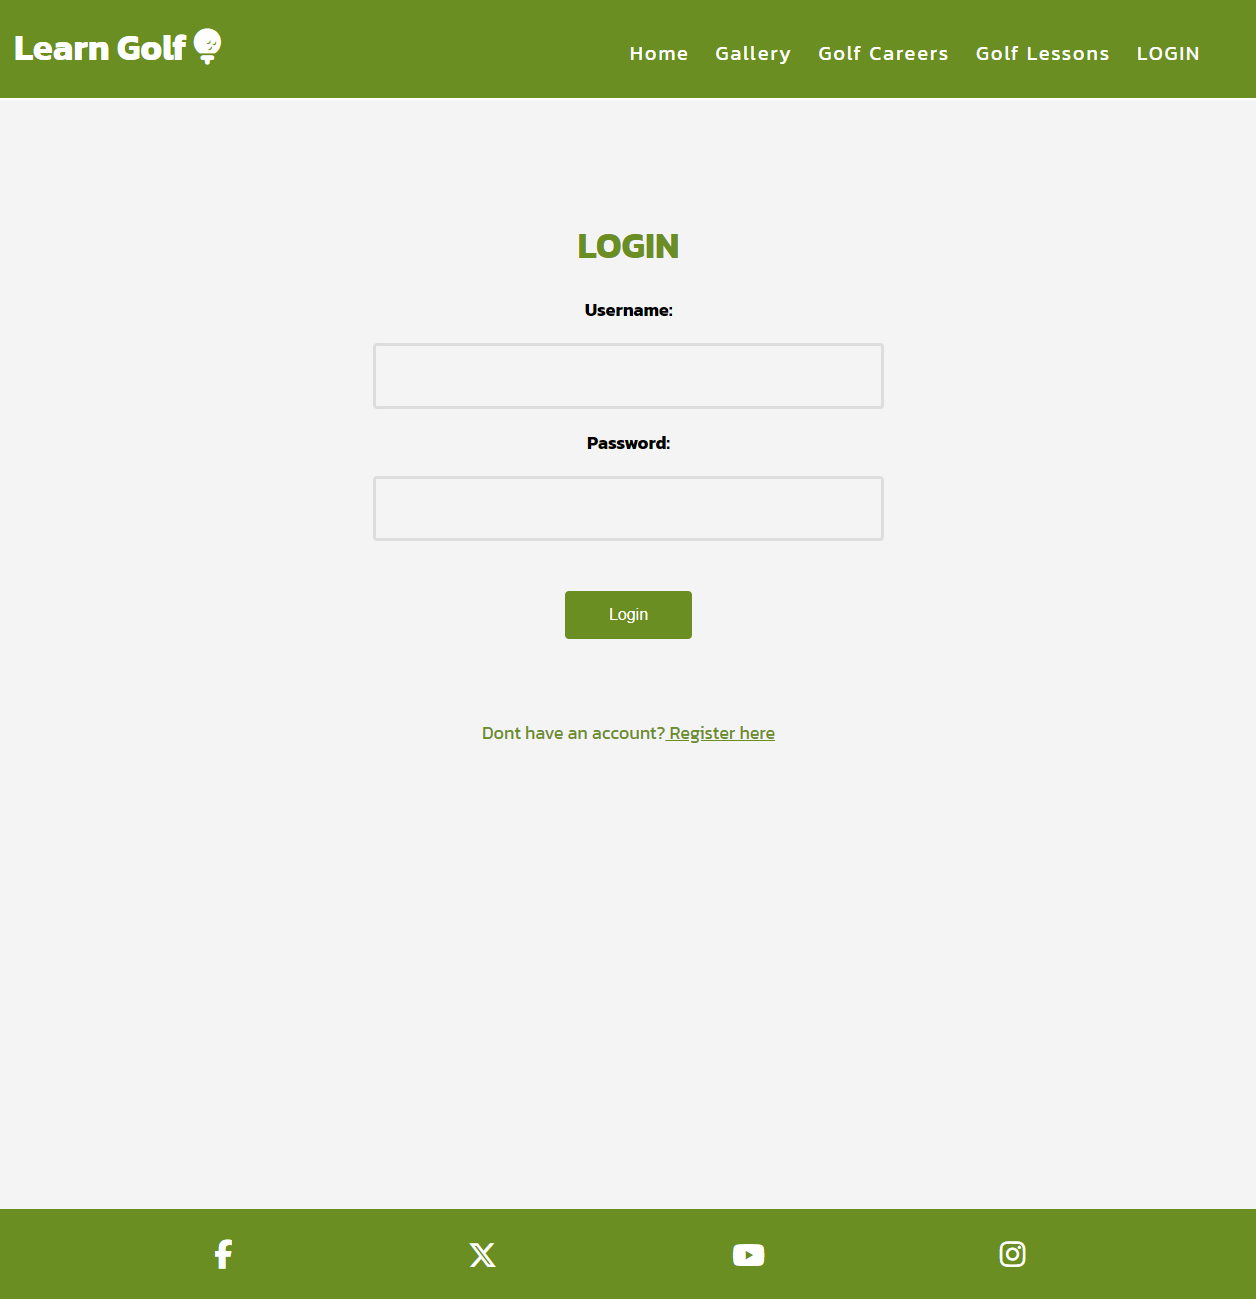 Learn Golf
Home Gallery Golf Careers Golf Lessons LOGIN
LOGIN
Username:
Password:
Login
Dont have an account? Register here